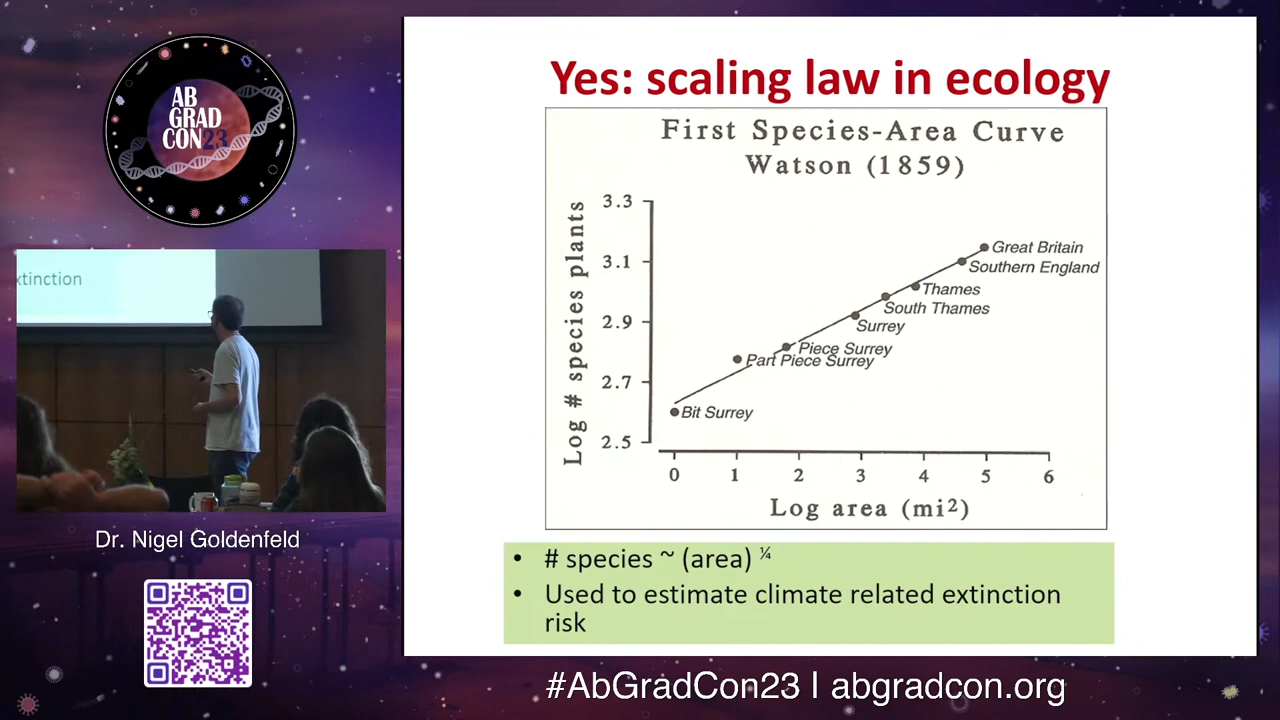 AB
GRAD
CON23
xtinction
Dr. Nigel Goldenfeld
Yes: scaling law in ecology
First Species-Area Curve
Watson (1859)
Log # species plants
3.3
3.1
2.9
2.7
2.5
Great Britain
Southern England
Thames
South Thames
Surrey
Piece Surrey
Part Piece Surrey
Bit Surrey
0 1 2 3 4 5 6
Log area (mi²)
• # species ~ (area) ¼
• Used to estimate climate related extinction
risk
#AbGradCon23 | abgradcon.org